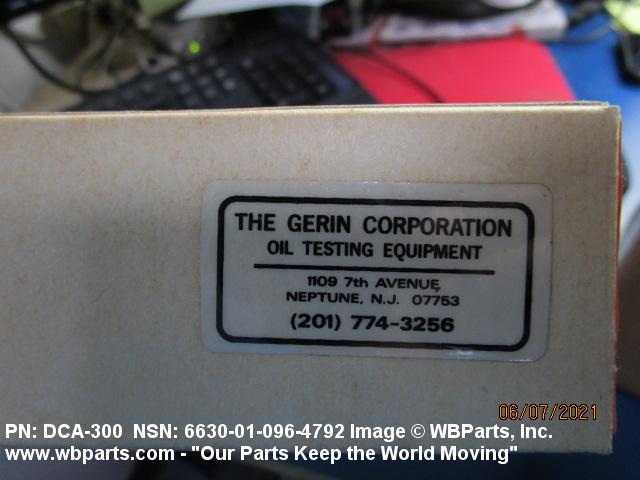 THE GERIN CORPORATION
OIL TESTING EQUIPMENT
1109 7th AVENUE
NEPTUNE, N.J. 07753
(201) 774-3256
06/07/2021
PN: DCA-300 NSN: 6630-01-096-4792 Image © WBParts, Inc.
www.wbparts.com - "Our Parts Keep the World Moving"